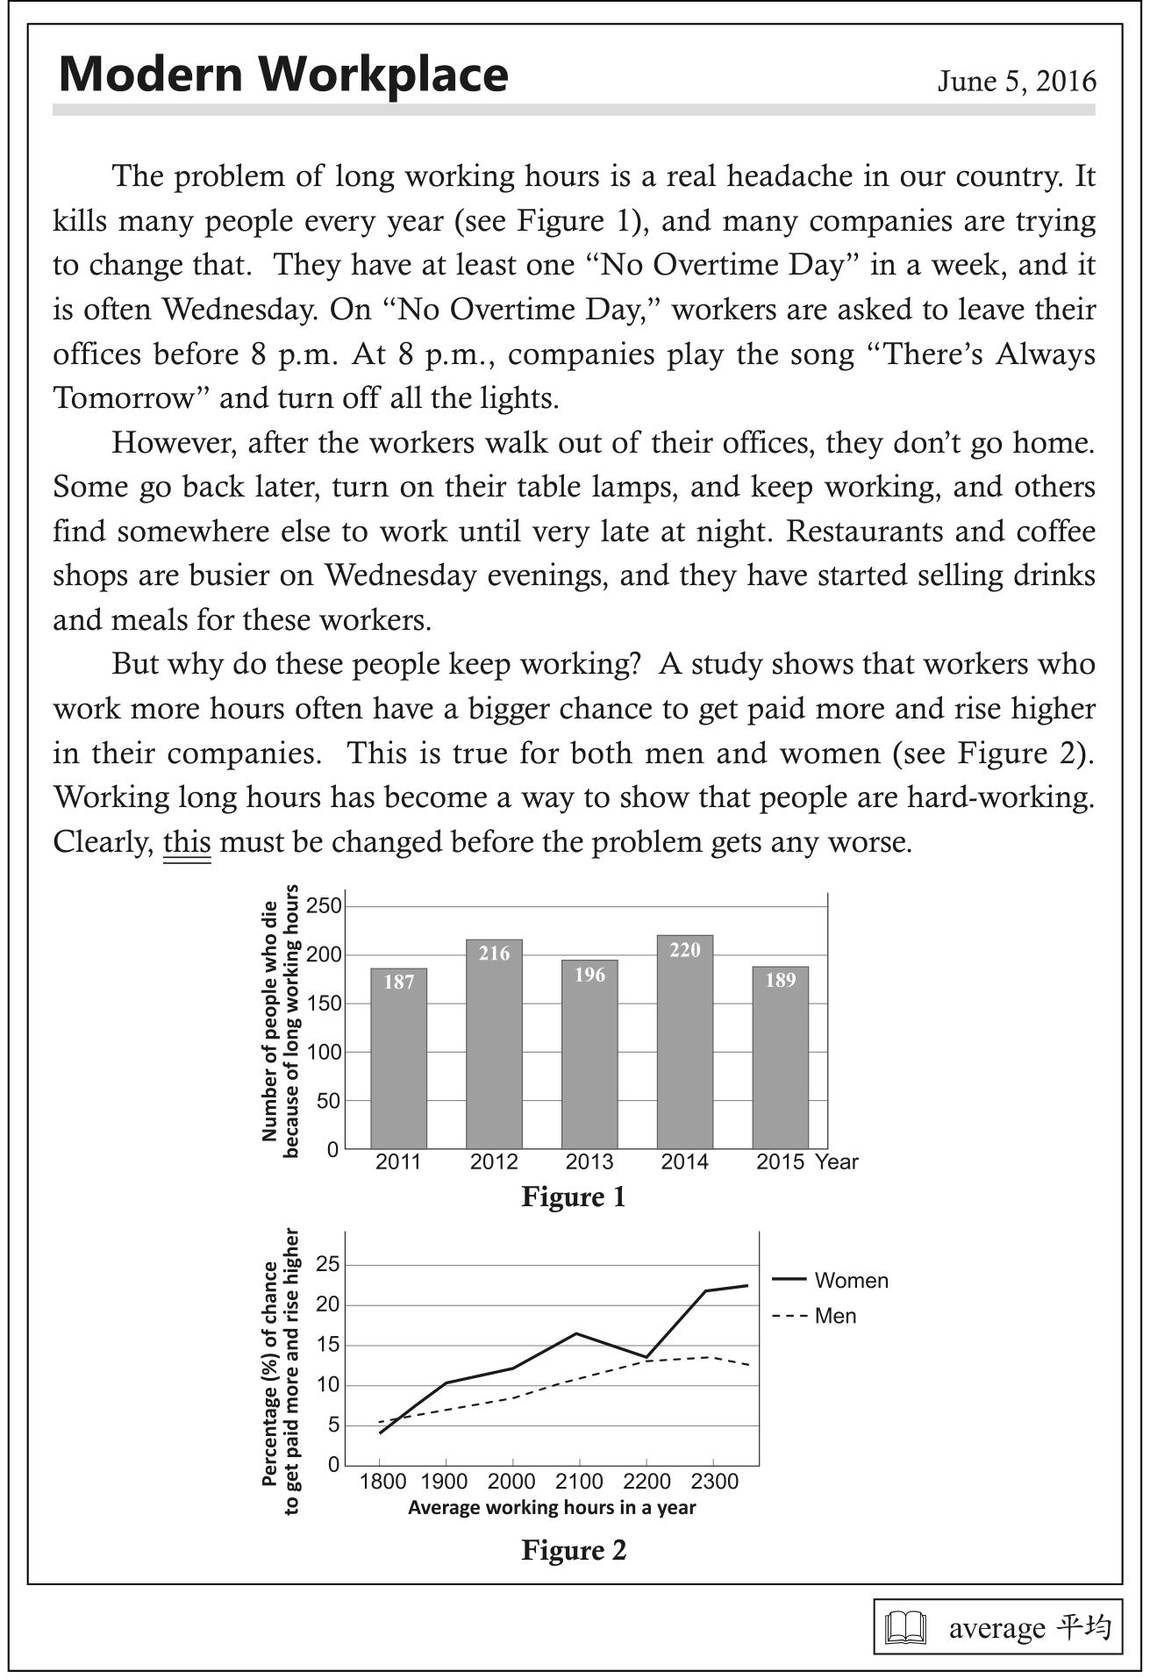 Modern Workplace
June 5, 2016
The problem of long working hours is a real headache in our country. It
kills many people every year (see Figure 1), and many companies are trying
to change that. They have at least one “No Overtime Day” in a week, and it
is often Wednesday. On “No Overtime Day,” workers are asked to leave their
offices before 8 p.m. At 8 p.m., companies play the song “There’s Always
Tomorrow” and turn off all the lights.
However, after the workers walk out of their offices, they don’t go home.
Some go back later, turn on their table lamps, and keep working, and others
find somewhere else to work until very late at night. Restaurants and coffee
shops are busier on Wednesday evenings, and they have started selling drinks
and meals for these workers.
But why do these people keep working? A study shows that workers who
work more hours often have a bigger chance to get paid more and rise higher
in their companies. This is true for both men and women (see Figure 2).
Working long hours has become a way to show that people are hard-working.
Clearly, this must be changed before the problem gets any worse.
Number of people who die
because of long working hours
250
200
150
100
50
0
187
216
196
220
189
2011 2012 2013 2014 2015 Year
Figure 1
Percentage (%) of chance
to get paid more and rise higher
25
20
15
10
5
0
Women
Men
1800 1900 2000 2100 2200 2300
Average working hours in a year
Figure 2
average 平均